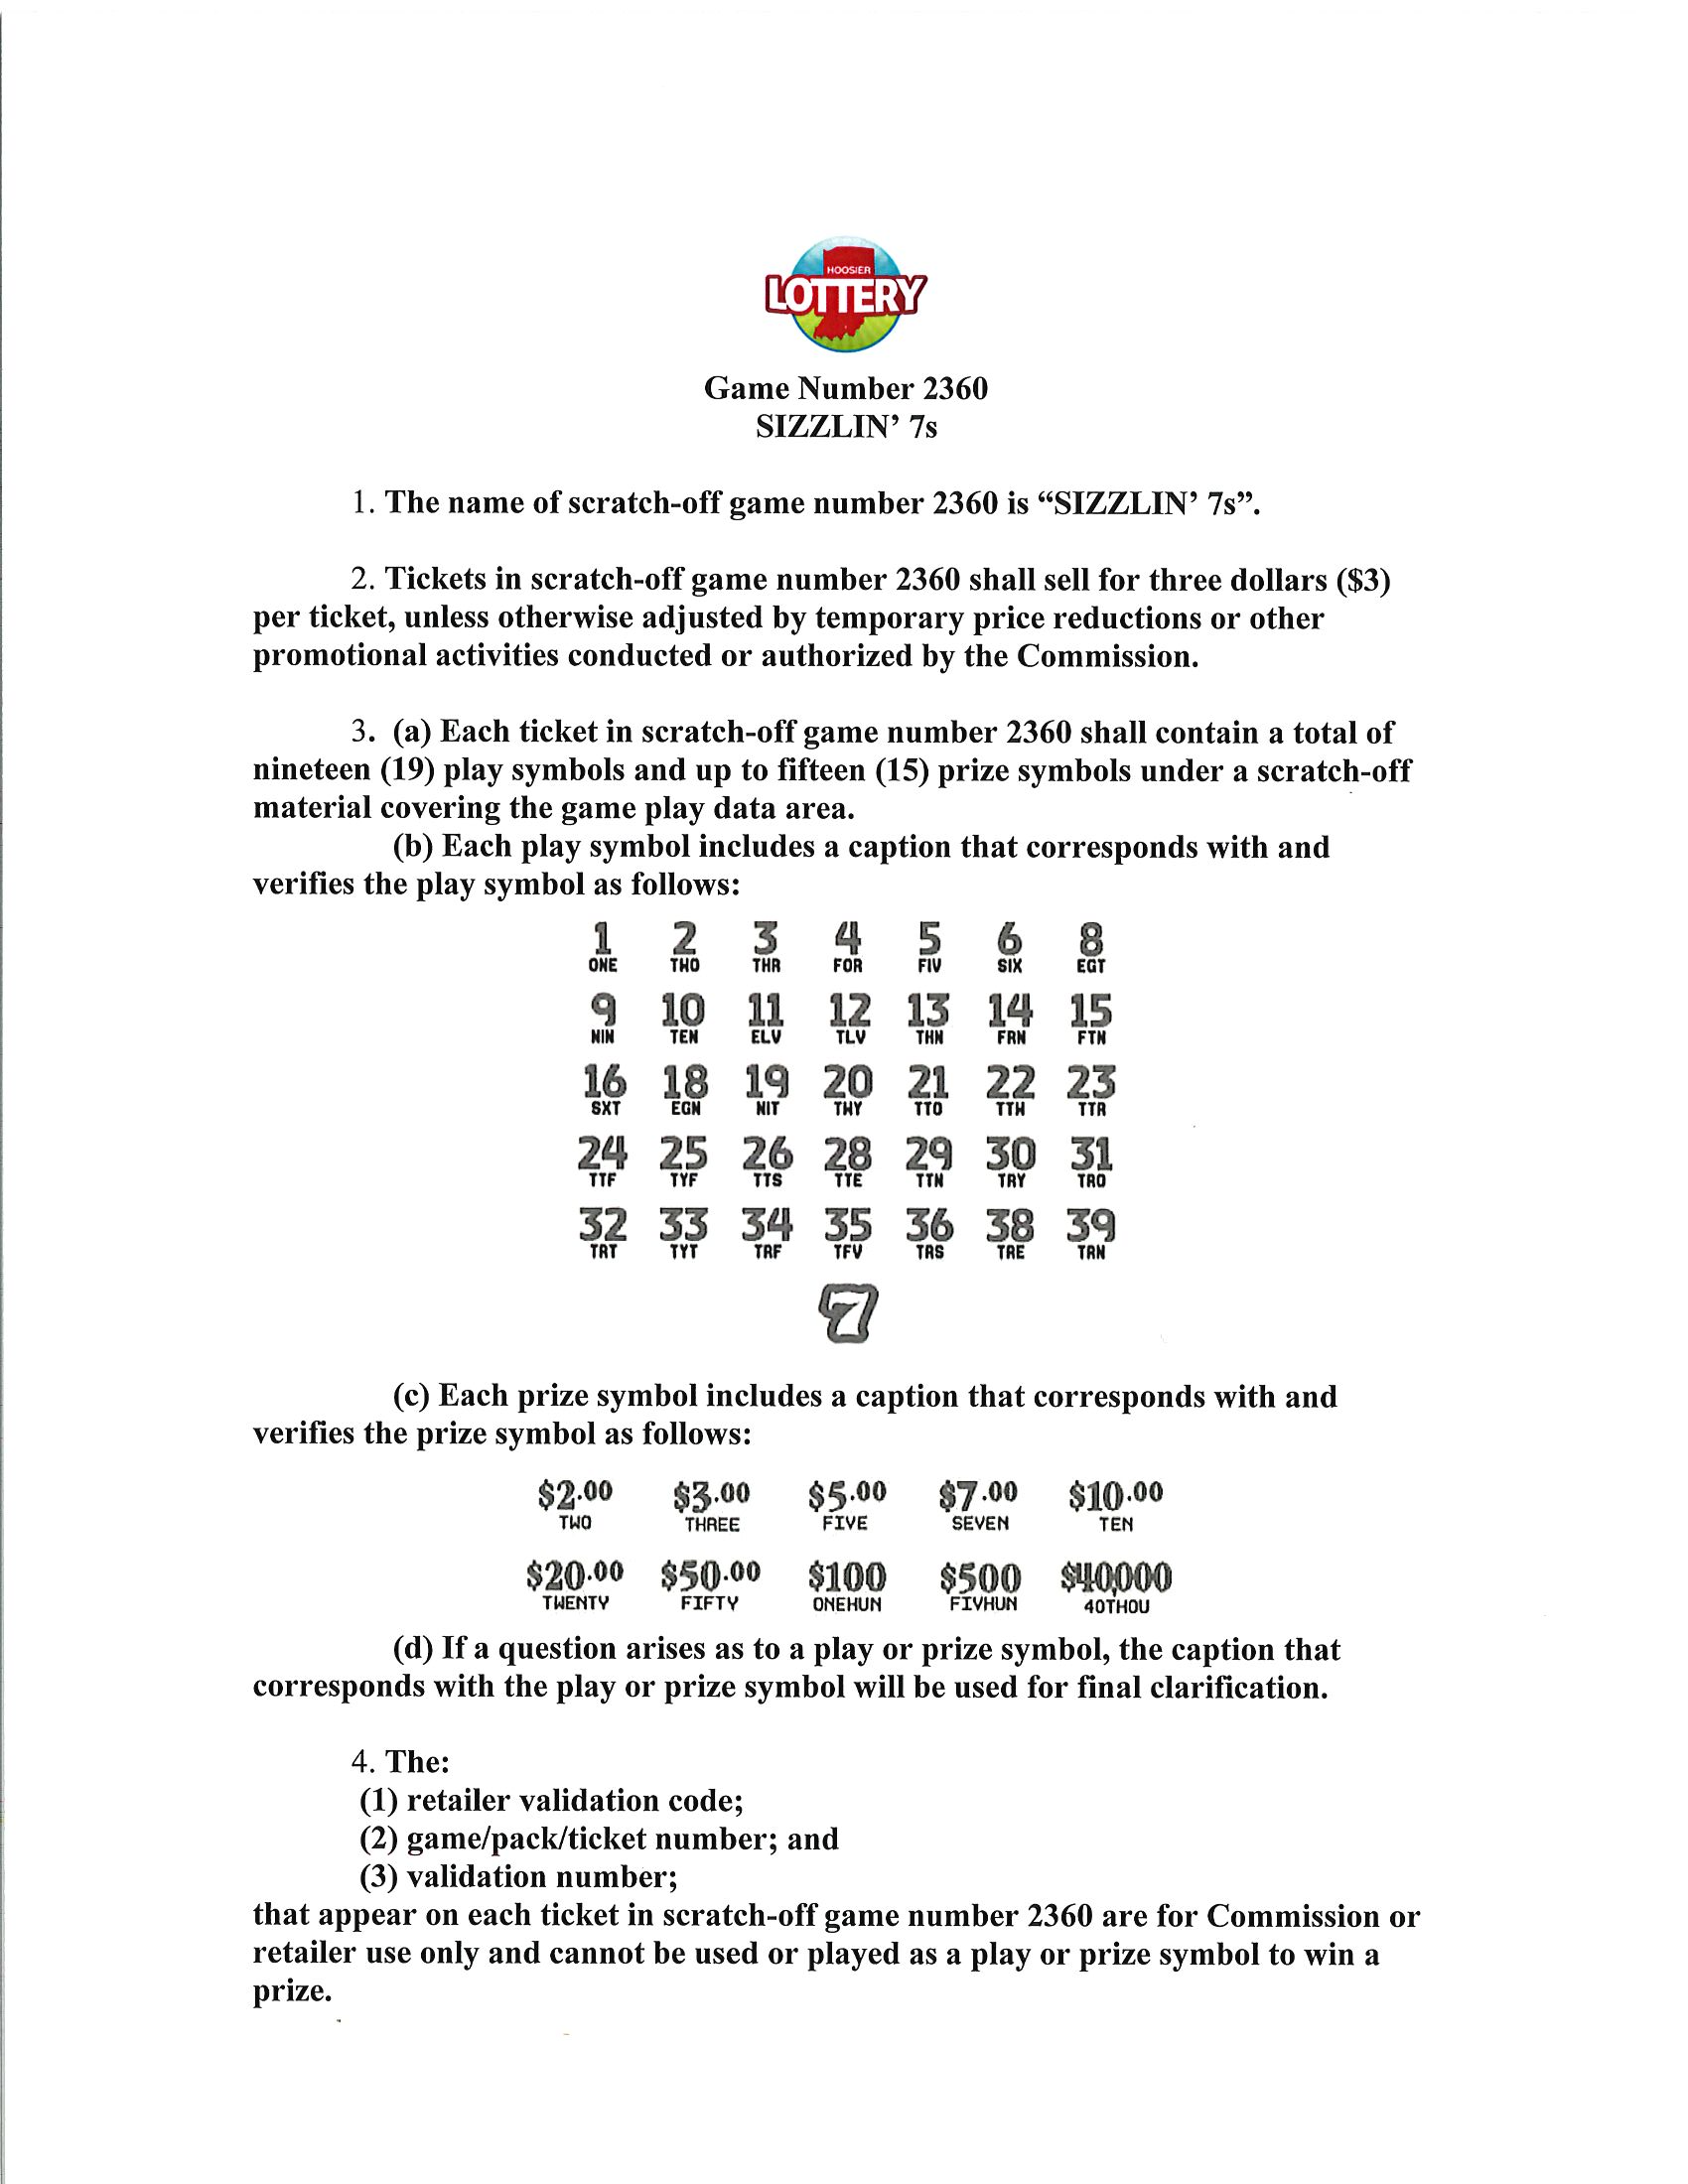 HOOSIER
LOTTERY
Game Number 2360
SIZZLIN' 7s
1. The name of scratch-off game number 2360 is “SIZZLIN’ 7s”.
2. Tickets in scratch-off game number 2360 shall sell for three dollars ($3)
per ticket, unless otherwise adjusted by temporary price reductions or other
promotional activities conducted or authorized by the Commission.
3. (a) Each ticket in scratch-off game number 2360 shall contain a total of
nineteen (19) play symbols and up to fifteen (15) prize symbols under a scratch-off
material covering the game play data area.
(b) Each play symbol includes a caption that corresponds with and
verifies the play symbol as follows:
1 2 3 4 5 6 8
ONE TWO THR FOR FIV SIX EGT
9 10 11 12 13 14 15
NIN TEN ELV TLV THN FRN FTN
16 18 19 20 21 22 23
SXT EGN NIT TWY TTO TTW TTR
24 25 26 28 29 30 31
TTF TYF TTS TTE TTN TRY TRO
32 33 34 35 36 38 39
TRT TYT TRF TFV TRS TRE TRN
7
(c) Each prize symbol includes a caption that corresponds with and
verifies the prize symbol as follows:
$2.00 $3.00 $5.00 $7.00 $10.00
TWO THREE FIVE SEVEN TEN
$20.00 $50.00 $100 $500 $40,000
TWENTY FIFTY ONEHUN FIVHUN 40THOU
(d) If a question arises as to a play or prize symbol, the caption that
corresponds with the play or prize symbol will be used for final clarification.
4. The:
(1) retailer validation code;
(2) game/pack/ticket number; and
(3) validation number;
that appear on each ticket in scratch-off game number 2360 are for Commission or
retailer use only and cannot be used or played as a play or prize symbol to win a
prize.